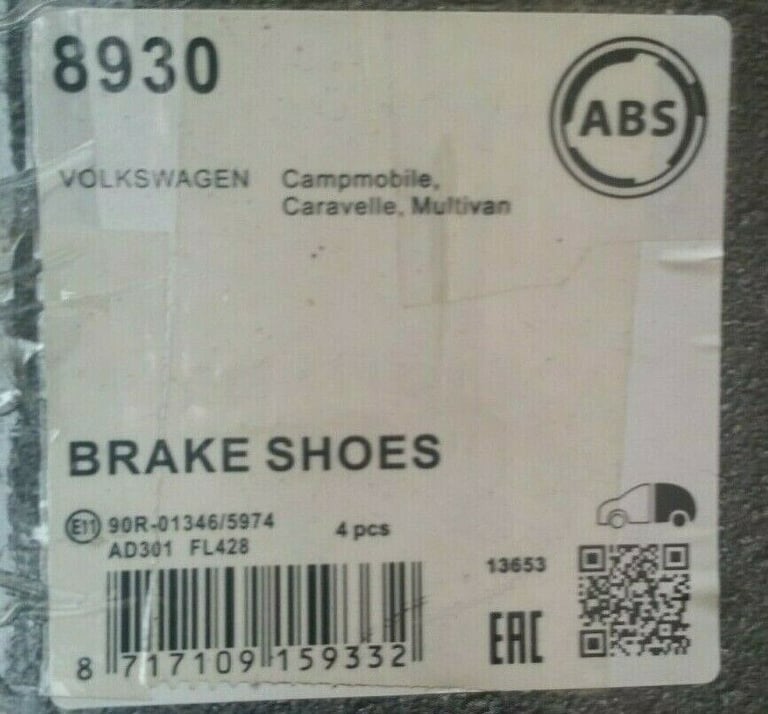 8930
ABS
VOLKSWAGEN Campmobile,
Caravelle, Multivan
BRAKE SHOES
E11 90R-01346/5974 4 pcs
AD301 FL428
13653
EAC
8 717109 159332